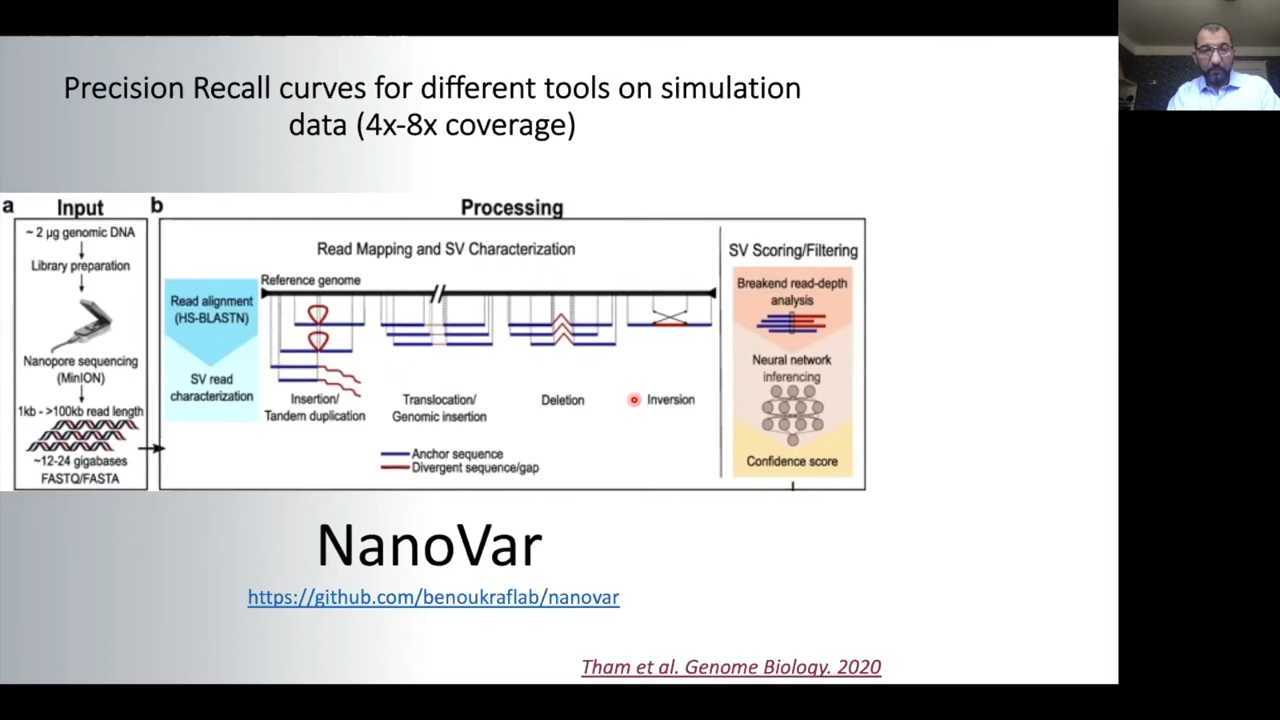 Precision Recall curves for different tools on simulation
data (4x-8x coverage)
a
Input
~ 2 µg genomic DNA
Library preparation
Nanopore sequencing
(MinION)
1kb - >100kb read length
~12-24 gigabases
FASTQ/FASTA
b
Processing
Read Mapping and SV Characterization
Reference genome
Read alignment
(HS-BLASTN)
SV read
characterization
Insertion/
Tandem duplication
Translocation/
Genomic insertion
Deletion
Inversion
Anchor sequence
Divergent sequence/gap
SV Scoring/Filtering
Breakend read-depth
analysis
Neural network
inferencing
Confidence score
NanoVar
https://github.com/benoukraflab/nanovar
Tham et al. Genome Biology. 2020